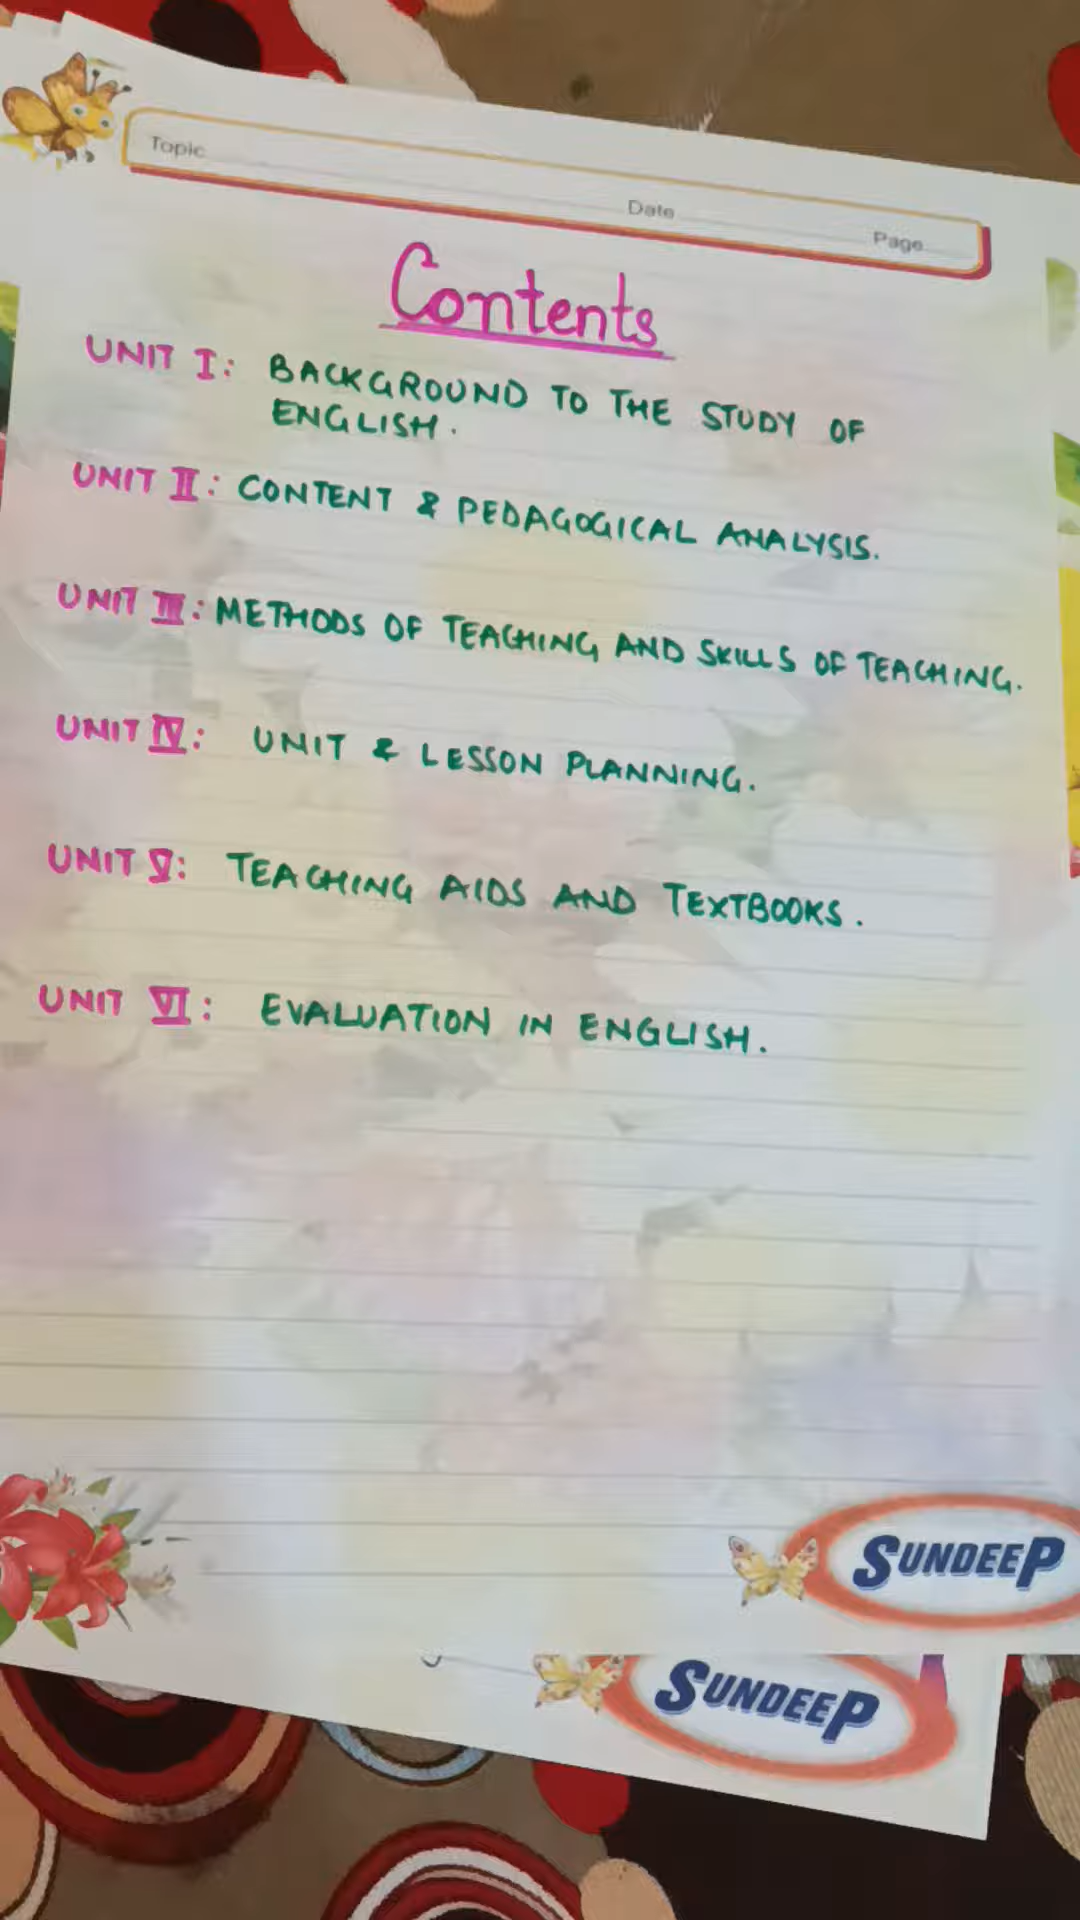 Topic
Date
Page
Contents
UNIT I: BACKGROUND TO THE STUDY OF
ENGLISH.
UNIT II: CONTENT & PEDAGOGICAL ANALYSIS.
UNIT III: METHODS OF TEACHING AND SKILLS OF TEACHING.
UNIT IV: UNIT & LESSON PLANNING.
UNIT V: TEACHING AIDS AND TEXTBOOKS.
UNIT VI: EVALUATION IN ENGLISH.
SUNDEEP
SUNDEEP